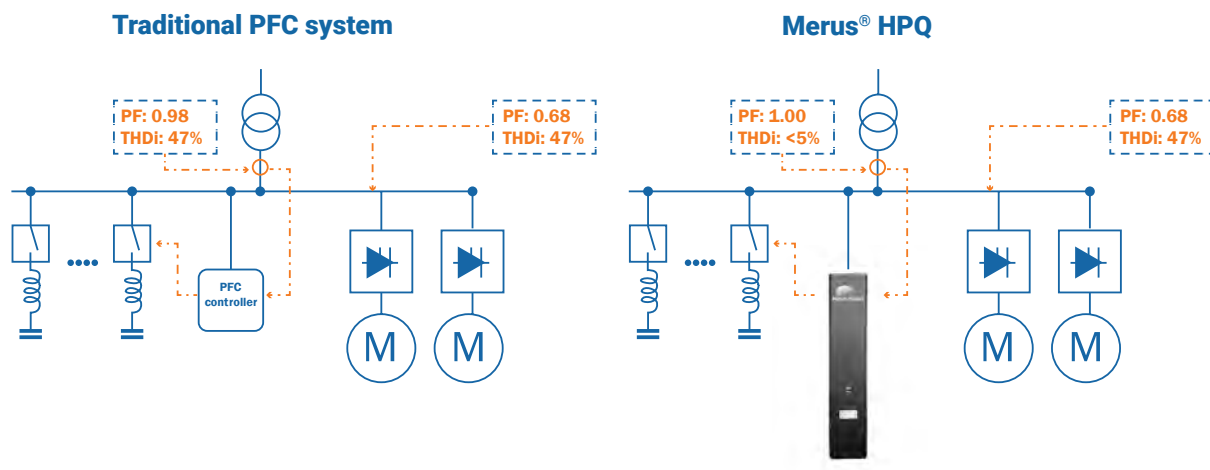 Traditional PFC system
PF: 0.98
THDi: 47%
PF: 0.68
THDi: 47%
PFC
controller
M
M
Merus® HPQ
PF: 1.00
THDi: <5%
PF: 0.68
THDi: 47%
M
M